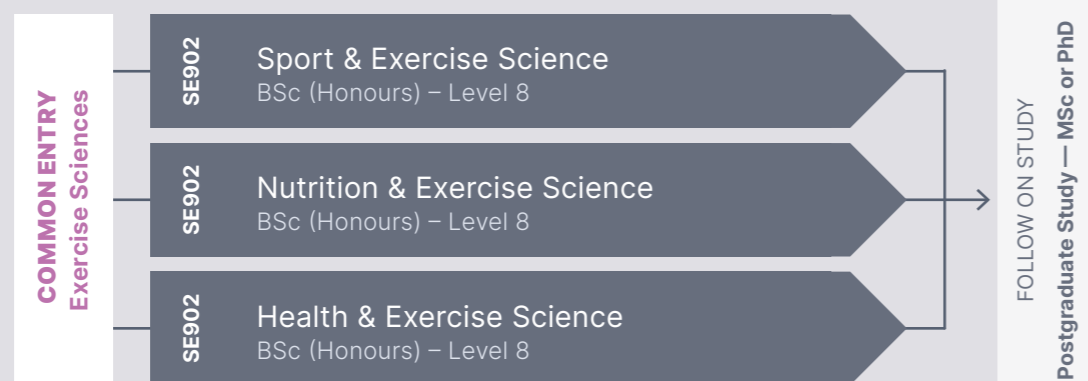 COMMON ENTRY
Exercise Sciences
SE902
Sport & Exercise Science
BSc (Honours) – Level 8
SE902
Nutrition & Exercise Science
BSc (Honours) – Level 8
SE902
Health & Exercise Science
BSc (Honours) – Level 8
FOLLOW ON STUDY
Postgraduate Study — MSc or PhD